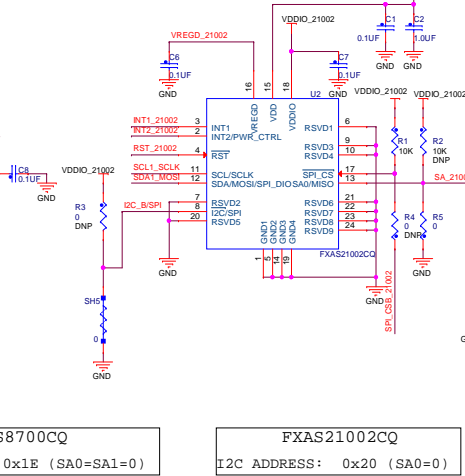 VREGD_21002
VDDIO_21002
C1
0.1UF
C2
1.0UF
C6
0.1UF
GND
C7
0.1UF
GND
GND
GND
VDDIO_21002
VDDIO_21002
16
15
18
U2
VREGD
VDD
VDDIO
INT1_21002
3
INT1
INT2_21002
2
INT2/PWR_CTRL
RST_21002
4
RST
SCL1_SCLK
11
SCL/SCLK
SDA1_MOSI
12
SDA/MOSI/SPI_DIO
7
RSVD2
I2C_B/SPI
8
I2C/SPI
20
RSVD5
RSVD1
6
RSVD3
9
RSVD4
10
SPI_CS
17
SA0/MISO
13
RSVD6
21
RSVD7
22
RSVD8
23
RSVD9
24
GND1
GND2
GND3
GND4
1
5
14
19
FXAS21002CQ
R1
10K
R2
10K
DNP
R4
0
DNP
R5
0
SPI_CSB_21002
GND
GND
C8
0.1UF
GND
VDDIO_21002
R3
0
DNP
GND
GND
SH5
0
GND
FXAS21002CQ
I2C ADDRESS: 0x20 (SA0=0)
S8700CQ
0x1E (SA0=SA1=0)